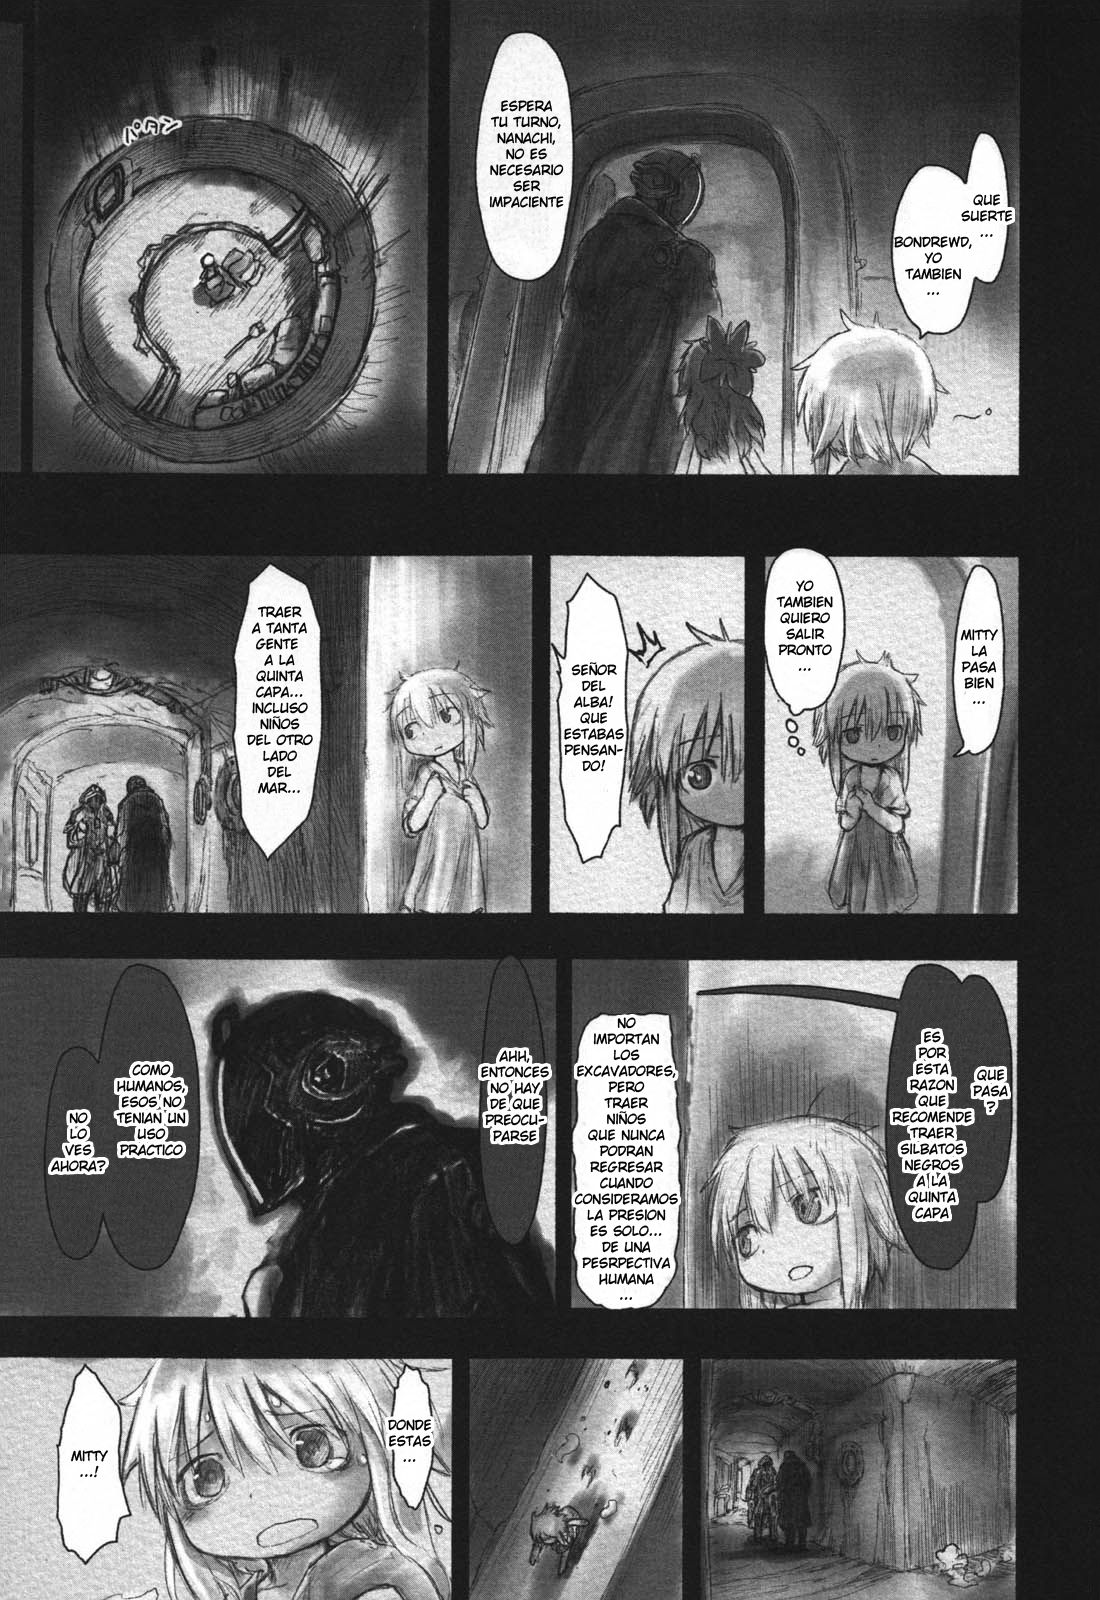 QUE
SUERTE
...
BONDREWD,
YO
TAMBIEN
...
ESPERA
TU TURNO,
NANACHI,
NO ES
NECESARIO
SER
IMPACIENTE
パタン
MITTY
LA
PASA
BIEN
...
YO
TAMBIEN
QUIERO
SALIR
PRONTO
...
SEÑOR
DEL
ALBA!
QUE
ESTABAS
PENSAN-
DO!
TRAER
A TANTA
GENTE
A LA
QUINTA
CAPA...
INCLUSO
NIÑOS
DEL OTRO
LADO
DEL
MAR...
QUE
PASA
?
ES
POR
ESTA
RAZON
QUE
RECOMENDE
TRAER
SILBATOS
NEGROS
A LA
QUINTA
CAPA
NO
IMPORTAN
LOS
EXCAVADORES,
PERO
TRAER
NIÑOS
QUE NUNCA
PODRAN
REGRESAR
CUANDO
CONSIDERAMOS
LA PRESION
ES SOLO...
DE UNA
PESRPECTIVA
HUMANA
...
AHH,
ENTONCES
NO HAY
DE QUE
PREOCU-
PARSE
COMO
HUMANOS,
ESOS NO
TENIAN UN
USO
PRACTICO
NO
LO
VES
AHORA?
DONDE
ESTAS
...
MITTY
...!